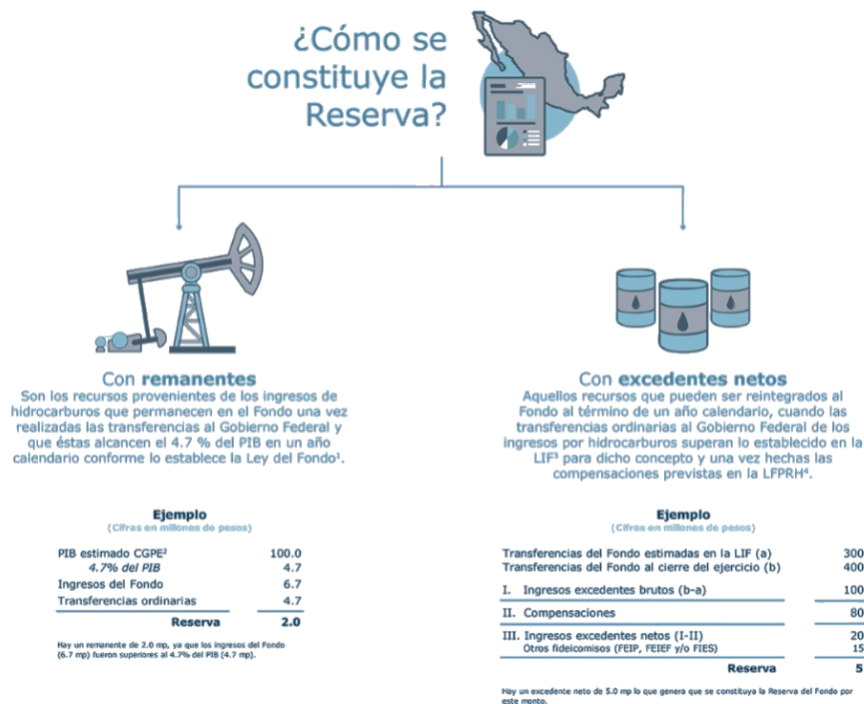 ¿Cómo se
constituye la
Reserva?
Con remanentes
Son los recursos provenientes de los ingresos de
hidrocarburos que permanecen en el Fondo una vez
realizadas las transferencias al Gobierno Federal y
que éstas alcancen el 4.7 % del PIB en un año
calendario conforme lo establece la Ley del Fondo¹.
Ejemplo
(Cifras en millones de pesos)
PIB estimado CGPE² 100.0
4.7% del PIB 4.7
Ingresos del Fondo 6.7
Transferencias ordinarias 4.7
Reserva 2.0
Hay un remanente de 2.0 mp, ya que los ingresos del Fondo
(6.7 mp) fueron superiores al 4.7% del PIB (4.7 mp).
Con excedentes netos
Aquellos recursos que pueden ser reintegrados al
Fondo al término de un año calendario, cuando las
transferencias ordinarias al Gobierno Federal de los
ingresos por hidrocarburos superan lo establecido en la
LIF³ para dicho concepto y una vez hechas las
compensaciones previstas en la LFPRH⁴.
Ejemplo
(Cifras en millones de pesos)
Transferencias del Fondo estimadas en la LIF (a) 300
Transferencias del Fondo al cierre del ejercicio (b) 400
I. Ingresos excedentes brutos (b-a) 100
II. Compensaciones 80
III. Ingresos excedentes netos (I-II) 20
Otros fideicomisos (FEIP, FEIEF y/o FIES) 15
Reserva 5
Hay un excedente neto de 5.0 mp lo que genera que se constituya la Reserva del Fondo por
este monto.